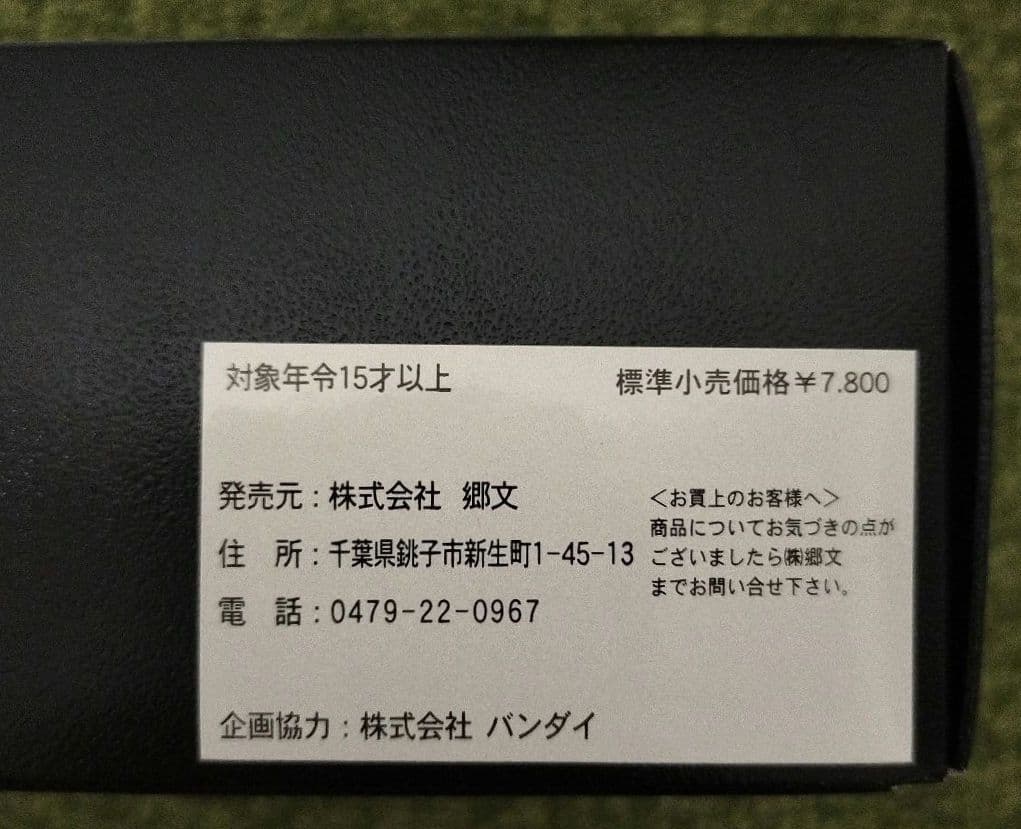 対象年令15才以上 標準小売価格¥7.800
発売元:株式会社 郷文
住 所:千葉県銚子市新生町1-45-13
電 話:0479-22-0967
<お買上のお客様へ>
商品についてお気づきの点が
ございましたら㈱郷文
までお問い合せ下さい。
企画協力:株式会社 バンダイ